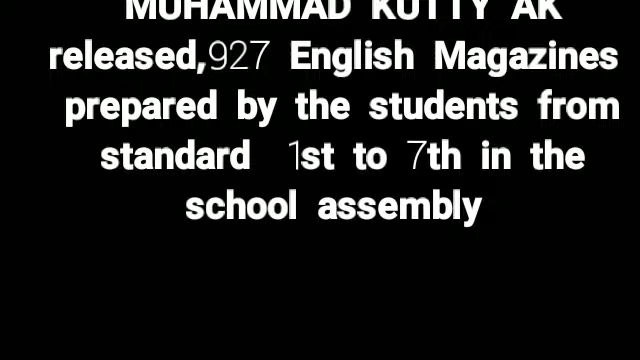 MUHAMMAD KUTTY AK
released,927 English Magazines
prepared by the students from
standard 1st to 7th in the
school assembly